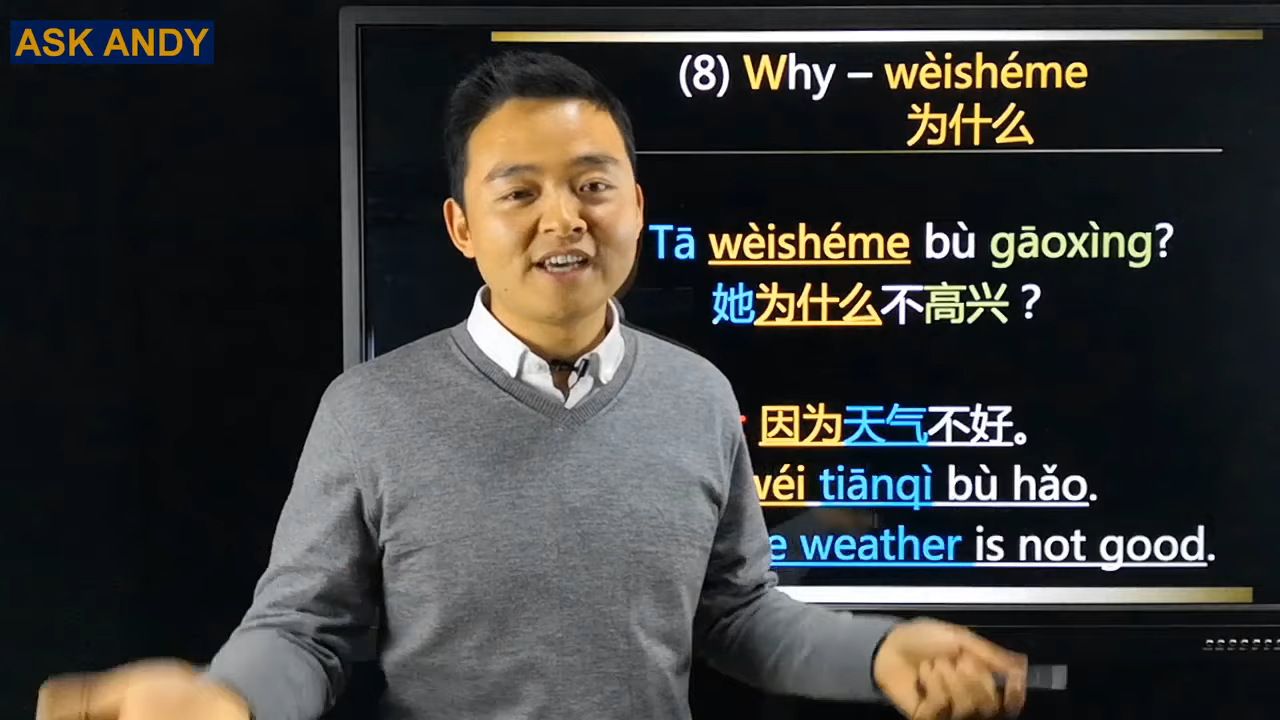 ASK ANDY
(8) Why – wèishéme
为什么
Tā wèishéme bù gāoxìng?
她为什么不高兴？
因为天气不好。
wéi tiānqì bù hǎo.
e weather is not good.